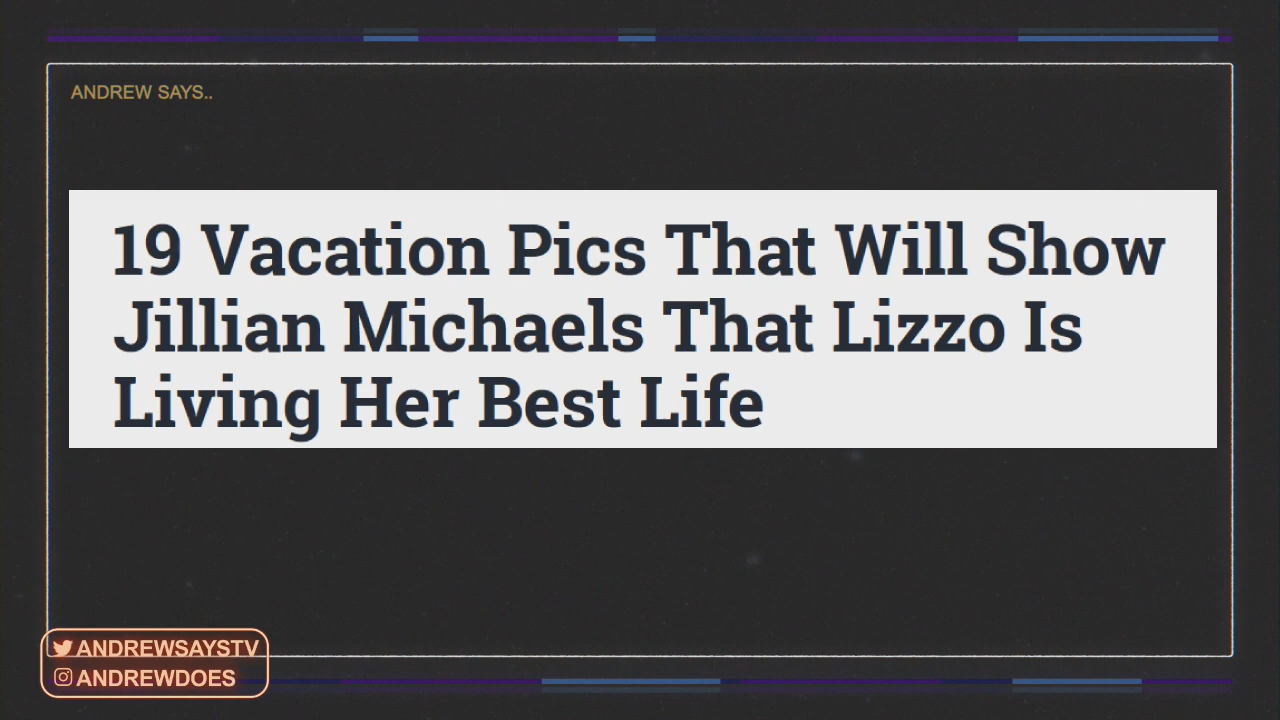 ANDREW SAYS..
19 Vacation Pics That Will Show
Jillian Michaels That Lizzo Is
Living Her Best Life
ANDREWSAYSTV
ANDREWDOES